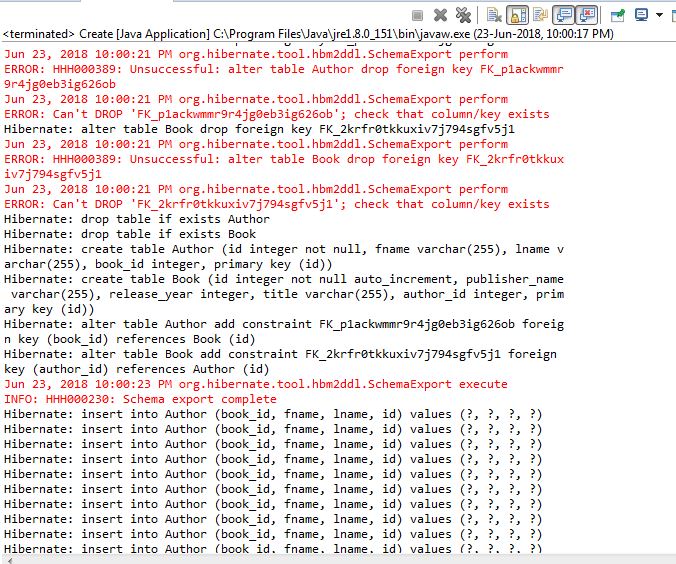 <terminated> Create [Java Application] C:\Program Files\Java\jre1.8.0_151\bin\javaw.exe (23-Jun-2018, 10:00:17 PM)
Jun 23, 2018 10:00:21 PM org.hibernate.tool.hbm2ddl.SchemaExport perform
ERROR: HHH000389: Unsuccessful: alter table Author drop foreign key FK_p1ackwmmr
9r4jg0eb3ig626ob
Jun 23, 2018 10:00:21 PM org.hibernate.tool.hbm2ddl.SchemaExport perform
ERROR: Can't DROP 'FK_p1ackwmmr9r4jg0eb3ig626ob'; check that column/key exists
Hibernate: alter table Book drop foreign key FK_2krfr0tkkuxiv7j794sgfv5j1
Jun 23, 2018 10:00:21 PM org.hibernate.tool.hbm2ddl.SchemaExport perform
ERROR: HHH000389: Unsuccessful: alter table Book drop foreign key FK_2krfr0tkkux
iv7j794sgfv5j1
Jun 23, 2018 10:00:21 PM org.hibernate.tool.hbm2ddl.SchemaExport perform
ERROR: Can't DROP 'FK_2krfr0tkkuxiv7j794sgfv5j1'; check that column/key exists
Hibernate: drop table if exists Author
Hibernate: drop table if exists Book
Hibernate: create table Author (id integer not null, fname varchar(255), lname v
archar(255), book_id integer, primary key (id))
Hibernate: create table Book (id integer not null auto_increment, publisher_name
 varchar(255), release_year integer, title varchar(255), author_id integer, prim
ary key (id))
Hibernate: alter table Author add constraint FK_p1ackwmmr9r4jg0eb3ig626ob foreig
n key (book_id) references Book (id)
Hibernate: alter table Book add constraint FK_2krfr0tkkuxiv7j794sgfv5j1 foreign
key (author_id) references Author (id)
Jun 23, 2018 10:00:23 PM org.hibernate.tool.hbm2ddl.SchemaExport execute
INFO: HHH000230: Schema export complete
Hibernate: insert into Author (book_id, fname, lname, id) values (?, ?, ?, ?)
Hibernate: insert into Author (book_id, fname, lname, id) values (?, ?, ?, ?)
Hibernate: insert into Author (book_id, fname, lname, id) values (?, ?, ?, ?)
Hibernate: insert into Author (book_id, fname, lname, id) values (?, ?, ?, ?)
Hibernate: insert into Author (book_id, fname, lname, id) values (?, ?, ?, ?)
Hibernate: insert into Author (book_id, fname, lname, id) values (?, ?, ?, ?)
Hibernate: insert into Author (book_id, fname, lname, id) values (?, ?, ?, ?)
Hibernate: insert into Author (book_id, fname, lname, id) values (?, ?, ?, ?)
Hibernate: insert into Author (book_id, fname, lname, id) values (?, ?, ?, ?)
Hibernate: insert into Author (book_id, fname, lname, id) values (?, ?, ?, ?)